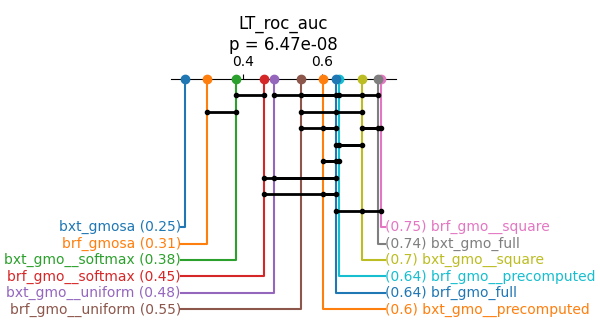 LT_roc_auc
p = 6.47e-08
0.4 0.6
bxt_gmosa (0.25) (0.75) brf_gmo__square
brf_gmosa (0.31) (0.74) bxt_gmo_full
bxt_gmo__softmax (0.38) (0.7) bxt_gmo__square
brf_gmo__softmax (0.45) (0.64) brf_gmo__precomputed
bxt_gmo__uniform (0.48) (0.64) brf_gmo_full
brf_gmo__uniform (0.55) (0.6) bxt_gmo__precomputed